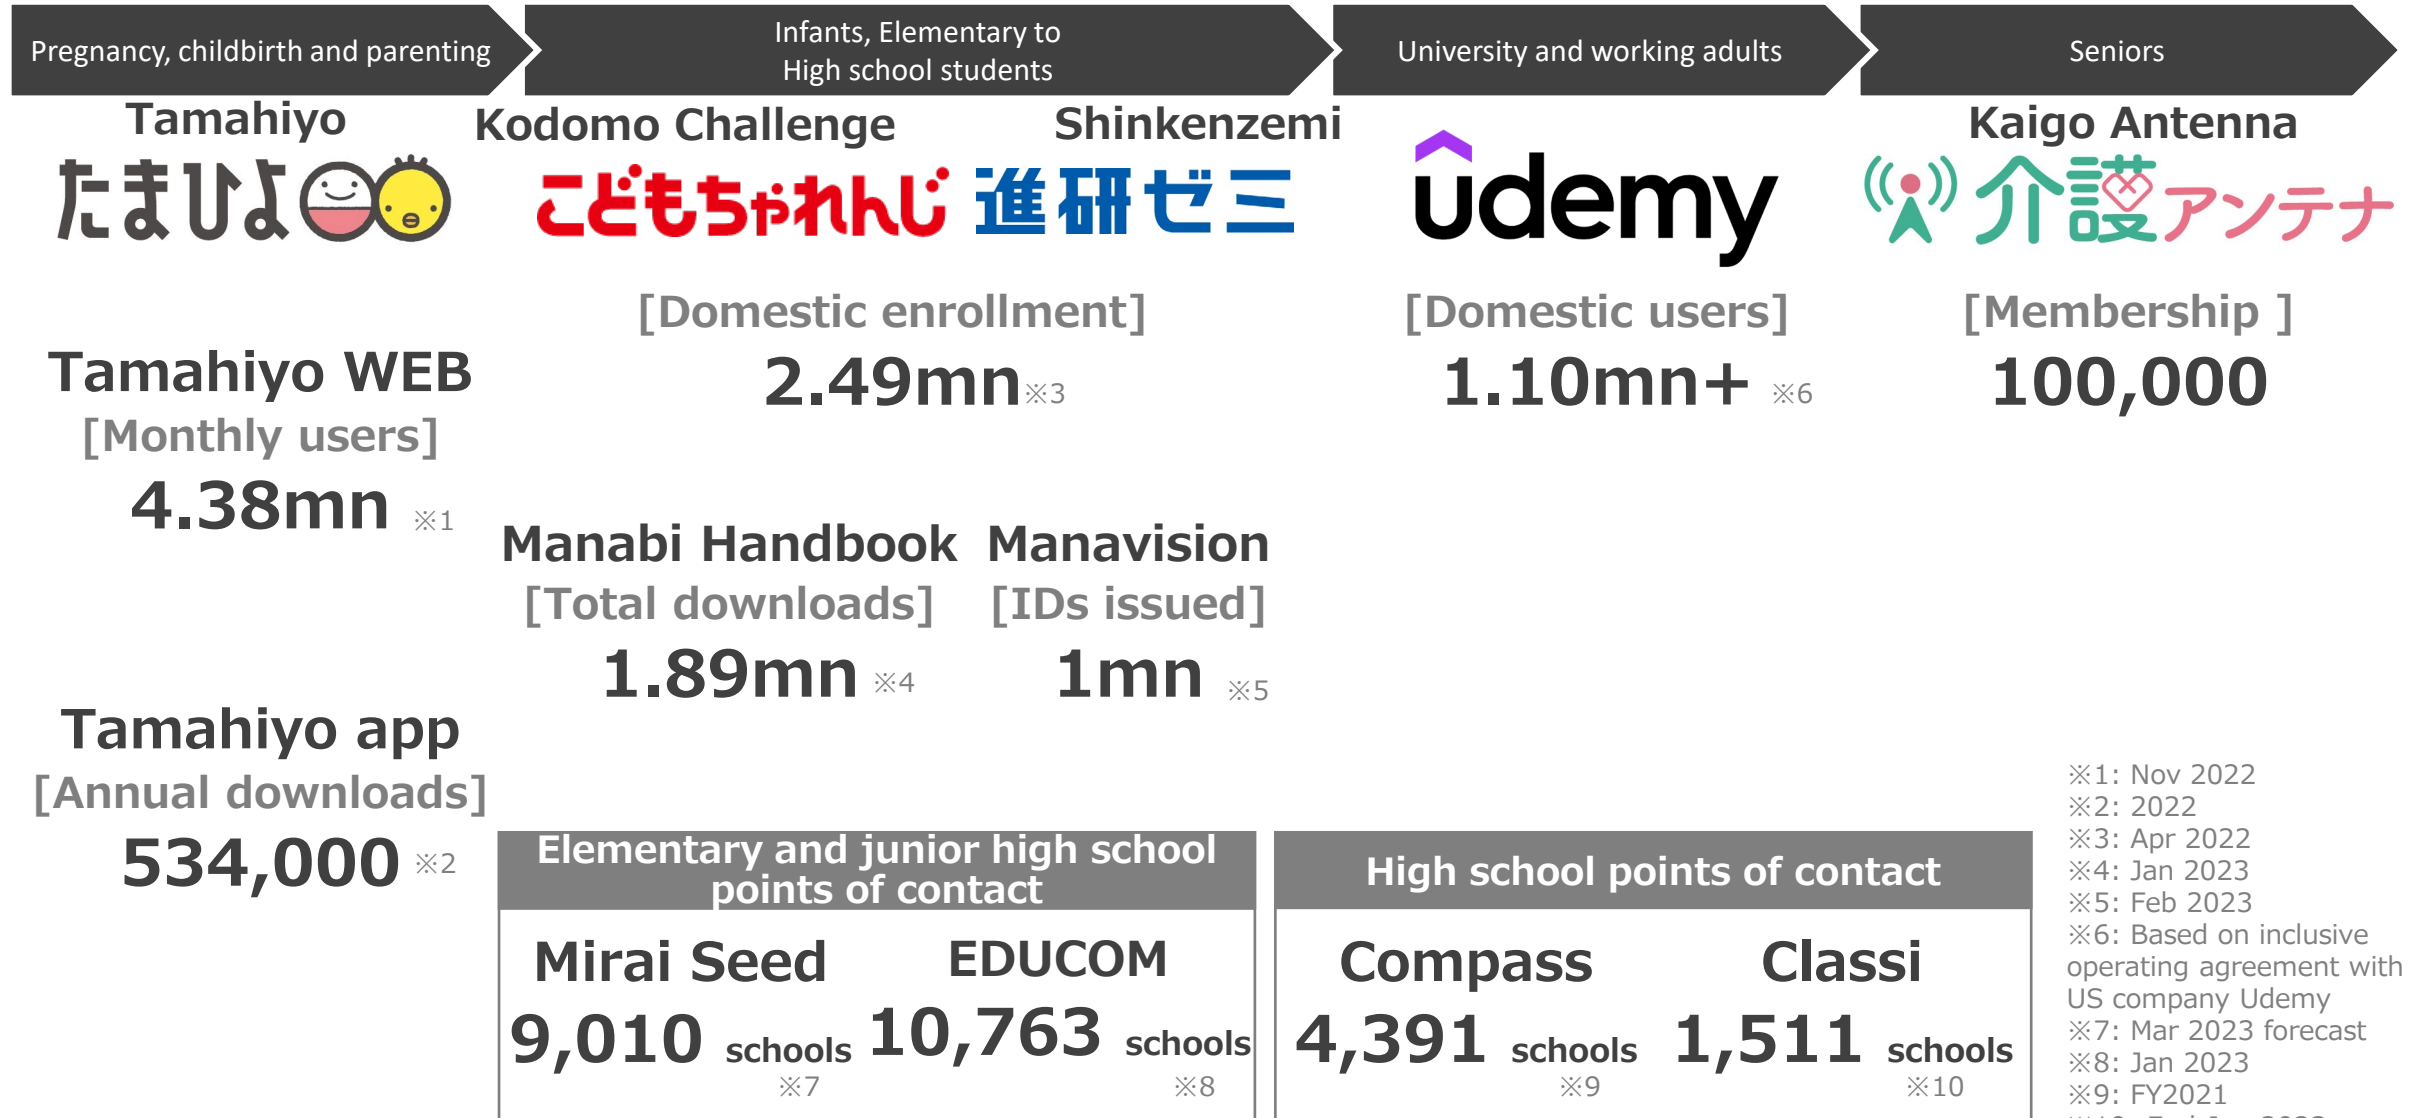 Pregnancy, childbirth and parenting
Infants, Elementary to
High school students
University and working adults
Seniors
Tamahiyo
たまひよ
Kodomo Challenge
こどもちゃれんじ
Shinkenzemi
進研ゼミ
udemy
Kaigo Antenna
介護アンテナ
Tamahiyo WEB
[Monthly users]
4.38mn ※1
Tamahiyo app
[Annual downloads]
534,000 ※2
[Domestic enrollment]
2.49mn※3
Manabi Handbook
[Total downloads]
1.89mn ※4
Manavision
[IDs issued]
1mn ※5
[Domestic users]
1.10mn+ ※6
[Membership ]
100,000
Elementary and junior high school
points of contact
Mirai Seed
9,010 schools
※7
EDUCOM
10,763 schools
※8
High school points of contact
Compass
4,391 schools
※9
Classi
1,511 schools
※10
※1: Nov 2022
※2: 2022
※3: Apr 2022
※4: Jan 2023
※5: Feb 2023
※6: Based on inclusive
operating agreement with
US company Udemy
※7: Mar 2023 forecast
※8: Jan 2023
※9: FY2021